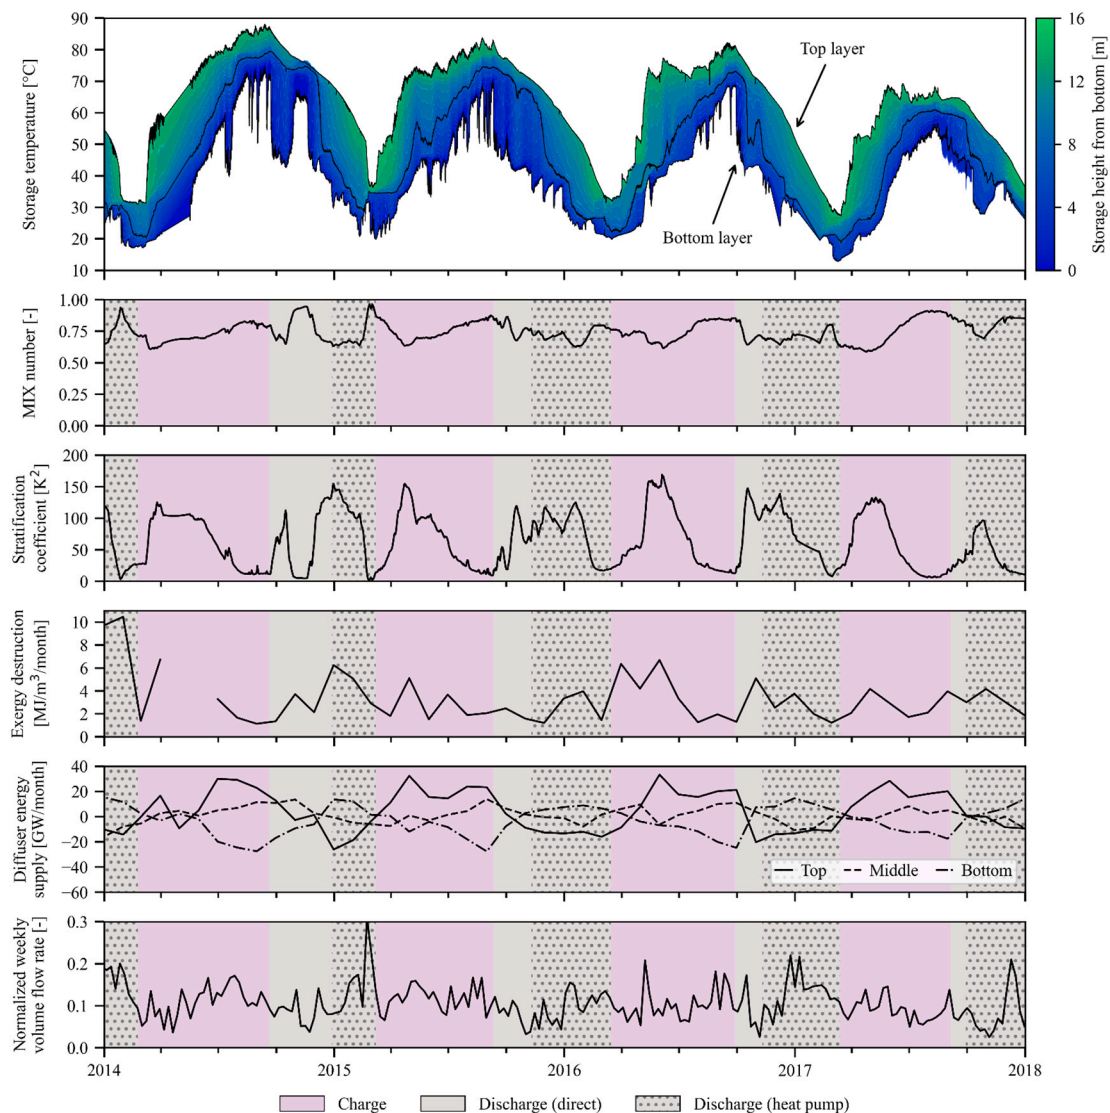 90
80
70
60
50
40
30
20
10
Storage temperature [°C]
Top layer
Bottom layer
16
12
8
4
0
Storage height from bottom [m]
1.00
0.75
0.50
0.25
0.00
MIX number [-]
200
150
100
50
0
Stratification
coefficient [K²]
10
8
6
4
2
0
Exergy destruction
[MJ/m³/month]
40
20
0
−20
−40
−60
Diffuser energy
supply [GW/month]
Top Middle Bottom
0.3
0.2
0.1
0.0
Normalized weekly
volume flow rate [-]
2014 2015 2016 2017 2018
Charge Discharge (direct) Discharge (heat pump)